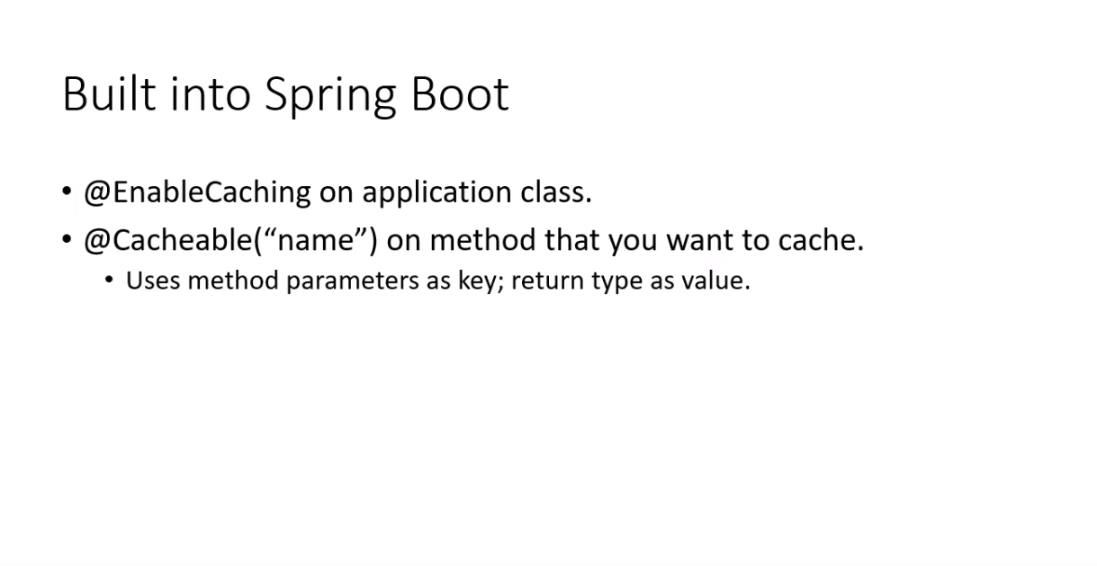 Built into Spring Boot
• @EnableCaching on application class.
• @Cacheable(“name”) on method that you want to cache.
• Uses method parameters as key; return type as value.